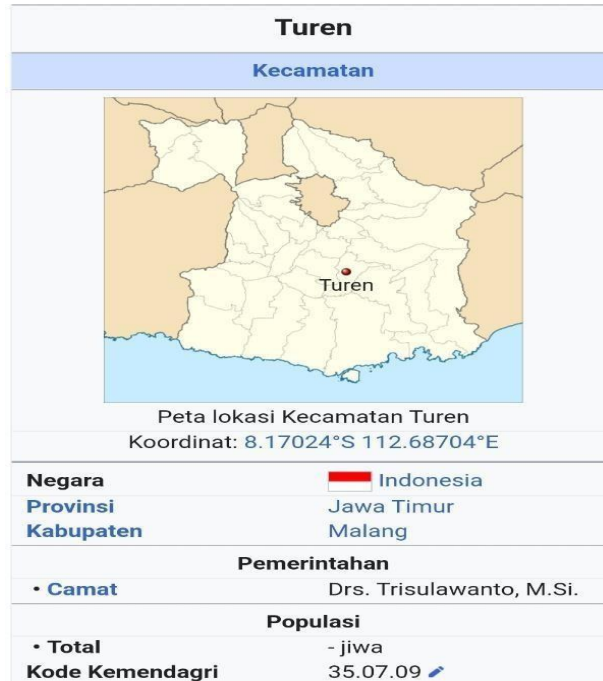 Turen
Kecamatan
Turen
Peta lokasi Kecamatan Turen
Koordinat: 8.17024°S 112.68704°E
Negara Indonesia
Provinsi Jawa Timur
Kabupaten Malang
Pemerintahan
• Camat Drs. Trisulawanto, M.Si.
Populasi
• Total - jiwa
Kode Kemendagri 35.07.09